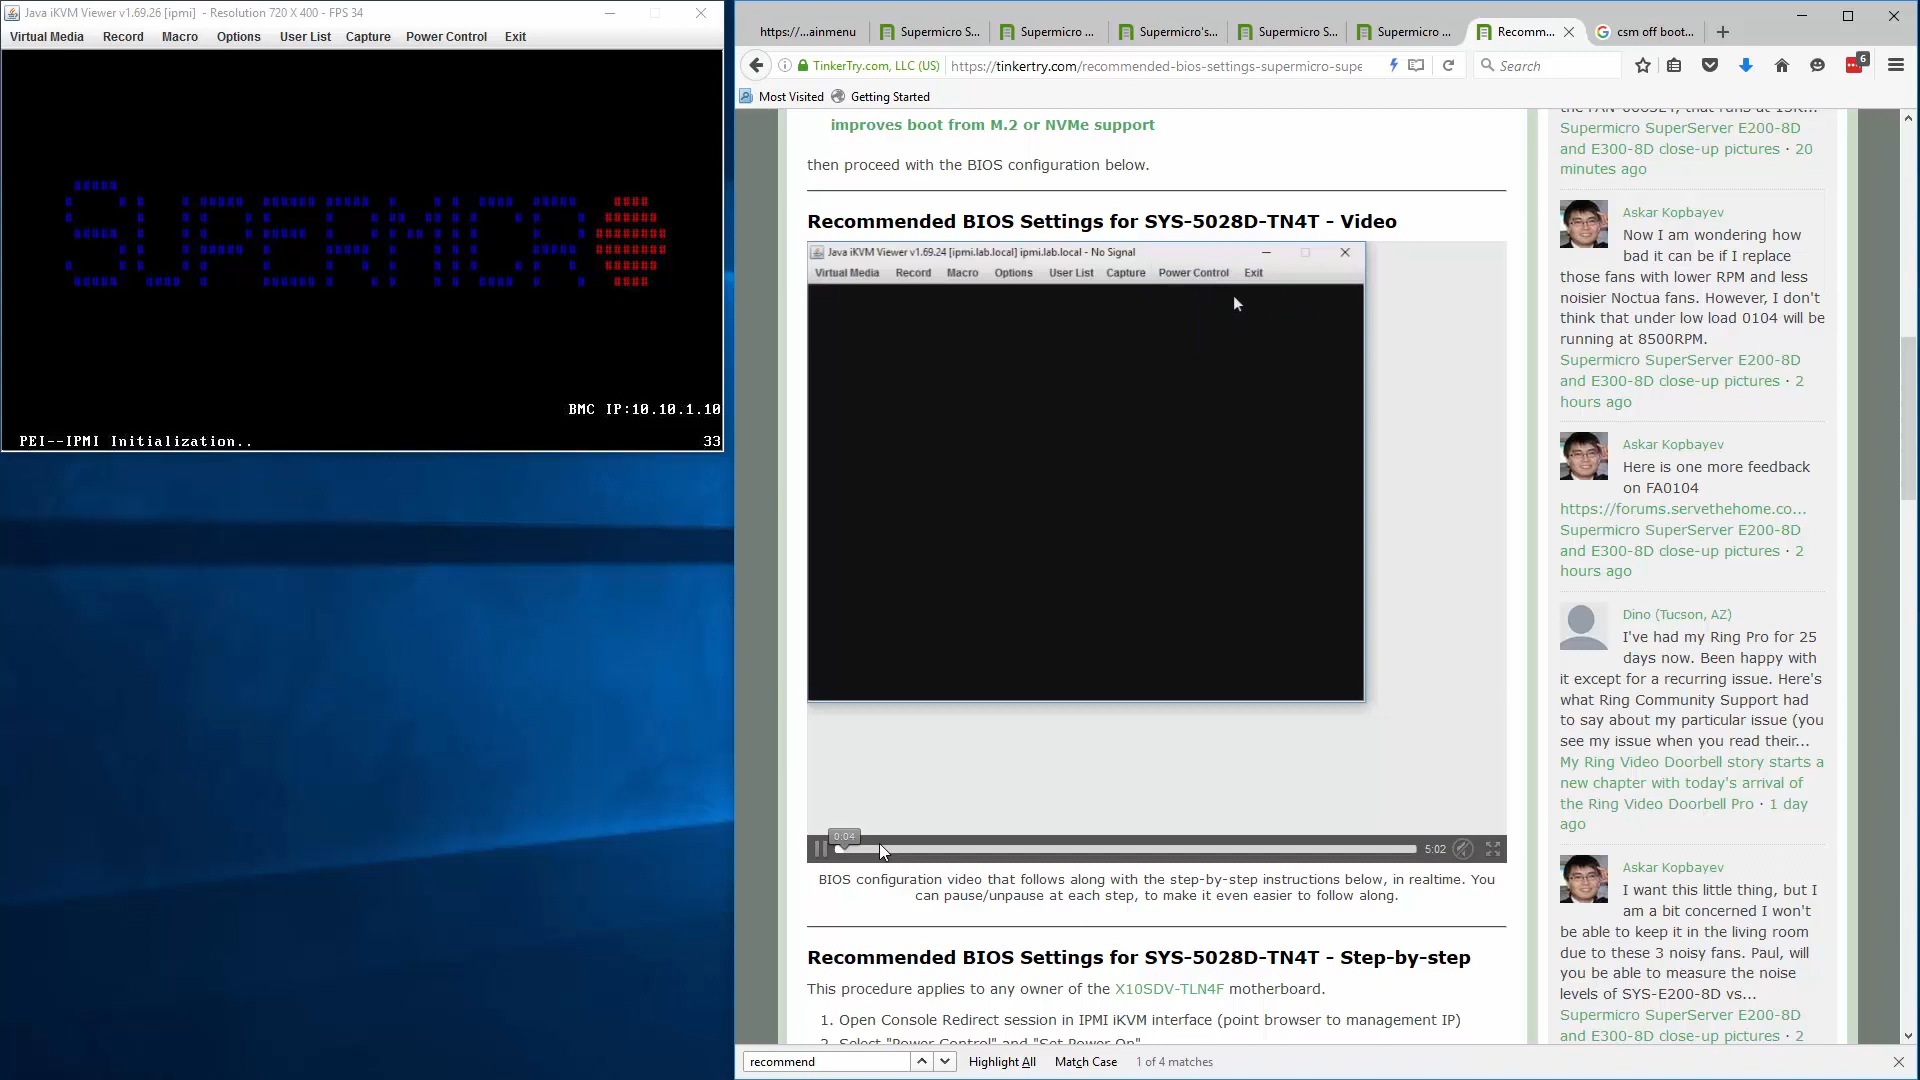 Java iKVM Viewer v1.69.26 [ipmi]  - Resolution 720 X 400 - FPS 34
Virtual Media Record Macro Options User List Capture Power Control Exit
SUPERMICRO
BMC IP:10.10.1.10
PEI--IPMI Initialization.. 33
https://...ainmenu
Supermicro S...
Supermicro ...
Supermicro's...
Supermicro S...
Supermicro ...
Recomm...
csm off boot...
TinkerTry.com, LLC (US)
https://tinkertry.com/recommended-bios-settings-supermicro-supe
Search
6
Most Visited Getting Started
improves boot from M.2 or NVMe support
then proceed with the BIOS configuration below.
Recommended BIOS Settings for SYS-5028D-TN4T - Video
Java iKVM Viewer v1.69.24 [ipmi.lab.local] ipmi.lab.local - No Signal
Virtual Media Record Macro Options User List Capture Power Control Exit
0:04
5:02
BIOS configuration video that follows along with the step-by-step instructions below, in realtime. You
can pause/unpause at each step, to make it even easier to follow along.
Recommended BIOS Settings for SYS-5028D-TN4T - Step-by-step
This procedure applies to any owner of the X10SDV-TLN4F motherboard.
1. Open Console Redirect session in IPMI iKVM interface (point browser to management IP)
2. Select "Power Control" and "Set Power On"
Supermicro SuperServer E200-8D
and E300-8D close-up pictures · 20
minutes ago
Askar Kopbayev
Now I am wondering how
bad it can be if I replace
those fans with lower RPM and less
noisier Noctua fans. However, I don't
think that under low load 0104 will be
running at 8500RPM.
Supermicro SuperServer E200-8D
and E300-8D close-up pictures · 2
hours ago
Askar Kopbayev
Here is one more feedback
on FA0104
https://forums.servethehome.co...
Supermicro SuperServer E200-8D
and E300-8D close-up pictures · 2
hours ago
Dino (Tucson, AZ)
I've had my Ring Pro for 25
days now. Been happy with
it except for a recurring issue. Here's
what Ring Community Support had
to say about my particular issue (you
see my issue when you read their...
My Ring Video Doorbell story starts a
new chapter with today's arrival of
the Ring Video Doorbell Pro · 1 day
ago
Askar Kopbayev
I want this little thing, but I
am a bit concerned I won't
be able to keep it in the living room
due to these 3 noisy fans. Paul, will
you be able to measure the noise
levels of SYS-E200-8D vs...
Supermicro SuperServer E200-8D
and E300-8D close-up pictures · 2
recommend
Highlight All Match Case 1 of 4 matches